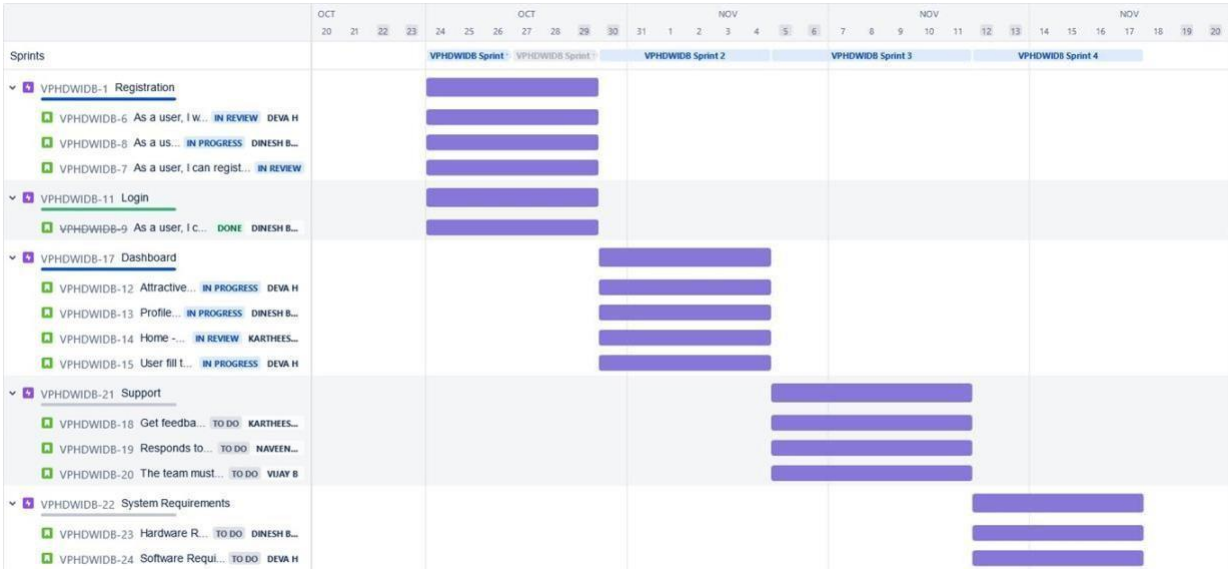 OCT OCT NOV NOV NOV
20 21 22 23 24 25 26 27 28 29 30 31 1 2 3 4 5 6 7 8 9 10 11 12 13 14 15 16 17 18 19 20
Sprints VPHDWIDB Sprint VPHDWIDB Sprint VPHDWIDB Sprint 2 VPHDWIDB Sprint 3 VPHDWIDB Sprint 4
VPHDWIDB-1 Registration
VPHDWIDB-6 As a user, I w... IN REVIEW DEVA H
VPHDWIDB-8 As a us... IN PROGRESS DINESH B...
VPHDWIDB-7 As a user, I can regist... IN REVIEW
VPHDWIDB-11 Login
VPHDWIDB-9 As a user, I c... DONE DINESH B...
VPHDWIDB-17 Dashboard
VPHDWIDB-12 Attractive... IN PROGRESS DEVA H
VPHDWIDB-13 Profile... IN PROGRESS DINESH B...
VPHDWIDB-14 Home -... IN REVIEW KARTHEES...
VPHDWIDB-15 User fill t... IN PROGRESS DEVA H
VPHDWIDB-21 Support
VPHDWIDB-18 Get feedba... TO DO KARTHEES...
VPHDWIDB-19 Responds to... TO DO NAVEEN...
VPHDWIDB-20 The team must... TO DO VIJAY B
VPHDWIDB-22 System Requirements
VPHDWIDB-23 Hardware R... TO DO DINESH B...
VPHDWIDB-24 Software Requi... TO DO DEVA H